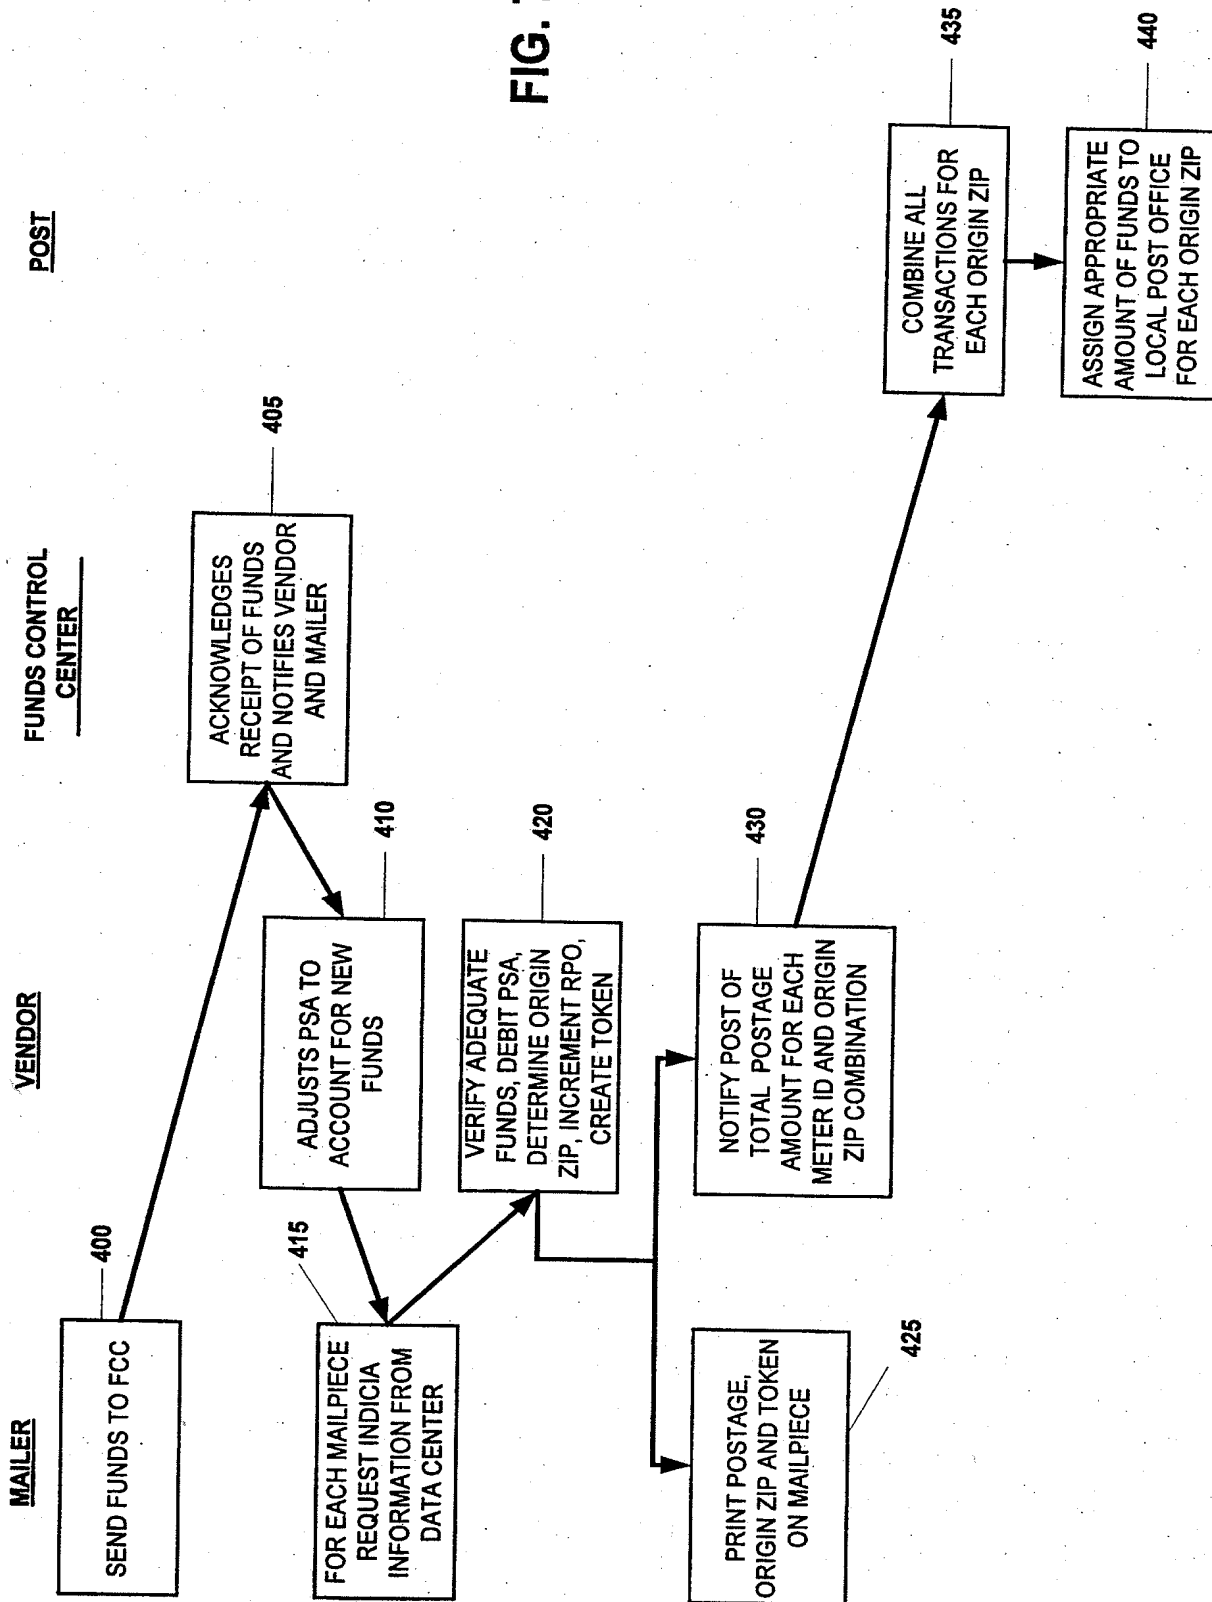 MAILER
VENDOR
FUNDS CONTROL
CENTER
POST
400
SEND FUNDS TO FCC
405
ACKNOWLEDGES
RECEIPT OF FUNDS
AND NOTIFIES VENDOR
AND MAILER
410
ADJUSTS PSA TO
ACCOUNT FOR NEW
FUNDS
415
FOR EACH MAILPIECE
REQUEST INDICIA
INFORMATION FROM
DATA CENTER
420
VERIFY ADEQUATE
FUNDS, DEBIT PSA,
DETERMINE ORIGIN
ZIP, INCREMENT RPO,
CREATE TOKEN
425
PRINT POSTAGE,
ORIGIN ZIP AND TOKEN
ON MAILPIECE
430
NOTIFY POST OF
TOTAL POSTAGE
AMOUNT FOR EACH
METER ID AND ORIGIN
ZIP COMBINATION
435
COMBINE ALL
TRANSACTIONS FOR
EACH ORIGIN ZIP
440
ASSIGN APPROPRIATE
AMOUNT OF FUNDS TO
LOCAL POST OFFICE
FOR EACH ORIGIN ZIP
FIG.